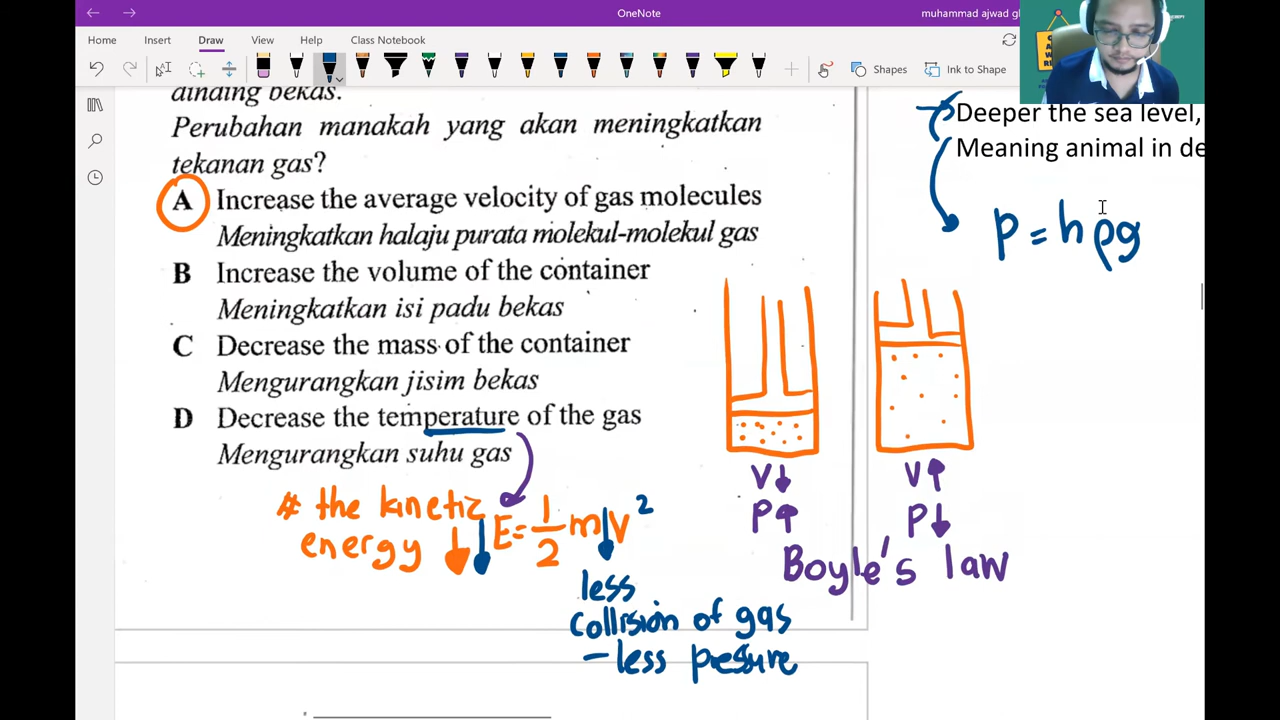 OneNote
muhammad ajwad gh
Home Insert Draw View Help Class Notebook
Shapes Ink to Shape
dinding bekas.
Perubahan manakah yang akan meningkatkan
tekanan gas?
A Increase the average velocity of gas molecules
Meningkatkan halaju purata molekul-molekul gas
B Increase the volume of the container
Meningkatkan isi padu bekas
C Decrease the mass of the container
Mengurangkan jisim bekas
D Decrease the temperature of the gas
Mengurangkan suhu gas
# the kinetic
energy ↓↓
E=1/2 m↓v²
less
collision of gas
- less pressure
Deeper the sea level,
Meaning animal in de
P = hρg
V↓
P↑
V↑
P↓
Boyle's law